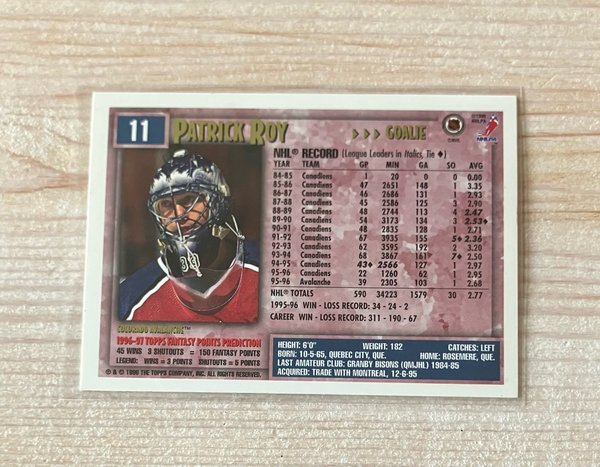 11 PATRICK ROY >>> GOALIE
NHL® RECORD (League Leaders in Italics, Tie ♦)
YEAR TEAM GP MIN GA SO AVG
84-85 Canadiens 1 20 0 0 0.00
85-86 Canadiens 47 2651 148 1 3.35
86-87 Canadiens 46 2686 131 1 2.93
87-88 Canadiens 45 2586 125 3 2.90
88-89 Canadiens 48 2744 113 4 2.47
89-90 Canadiens 54 3173 134 3 2.53♦
90-91 Canadiens 48 2835 128 1 2.71
91-92 Canadiens 67 3935 155 5♦ 2.36
92-93 Canadiens 62 3595 192 2 3.20
93-94 Canadiens 68 3867 161 7♦ 2.50
94-95 Canadiens 43♦ 2566 127 1 2.97
95-96 Canadiens 22 1260 62 1 2.95
95-96 Avalanche 39 2305 103 1 2.68
NHL® TOTALS 590 34223 1579 30 2.77
1995-96 WIN - LOSS RECORD: 34 - 24 - 2
CAREER WIN - LOSS RECORD: 311 - 190 - 67
COLORADO AVALANCHE™
1996-97 TOPPS FANTASY POINTS PREDICTION
45 WINS 3 SHUTOUTS = 150 FANTASY POINTS
LEGEND: WINS = 3 POINTS SHUTOUTS = 5 POINTS
HEIGHT: 6'0" WEIGHT: 182 CATCHES: LEFT
BORN: 10-5-65, QUEBEC CITY, QUE. HOME: ROSEMERE, QUE.
LAST AMATEUR CLUB: GRANBY BISONS (QMJHL) 1984-85
ACQUIRED: TRADE WITH MONTREAL, 12-6-95
® & © 1996 THE TOPPS COMPANY, INC. ALL RIGHTS RESERVED.